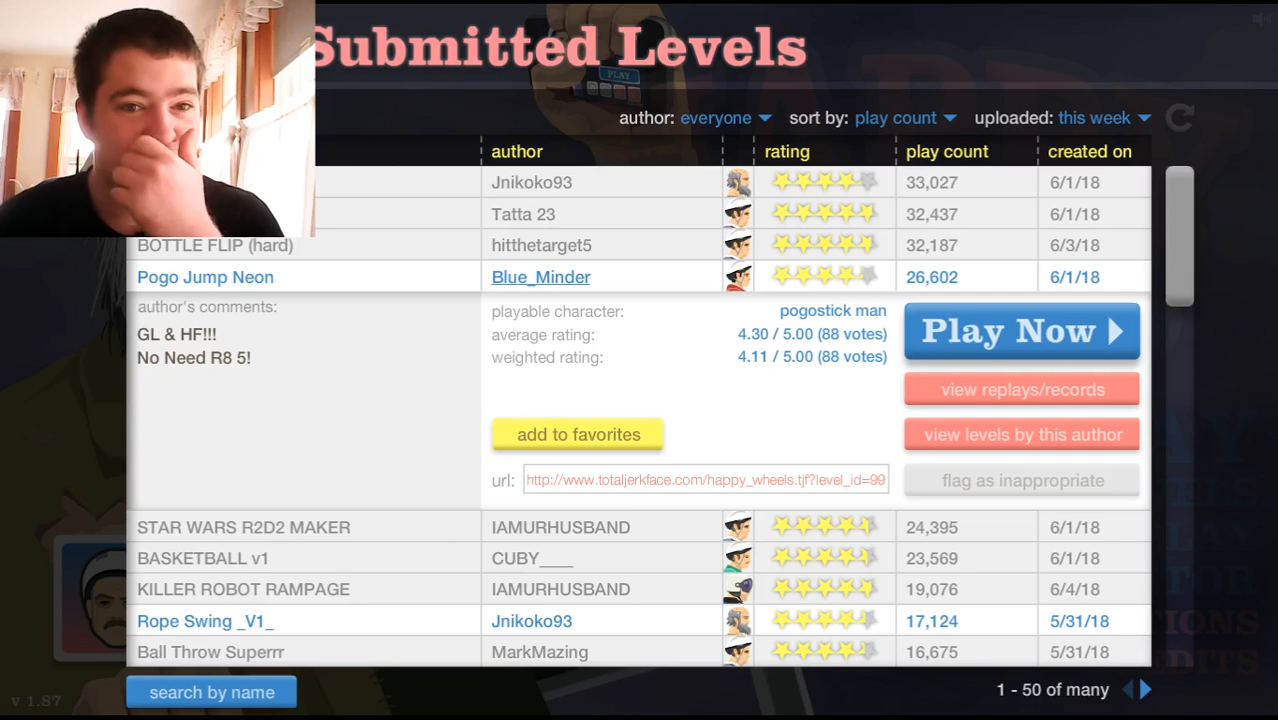 Submitted Levels
PLAY
author: everyone sort by: play count uploaded: this week
author rating play count created on
Jnikoko93 33,027 6/1/18
Tatta 23 32,437 6/1/18
BOTTLE FLIP (hard) hitthetarget5 32,187 6/3/18
Pogo Jump Neon Blue_Minder 26,602 6/1/18
author's comments:
GL & HF!!!
No Need R8 5!
playable character: pogostick man
average rating: 4.30 / 5.00 (88 votes)
weighted rating: 4.11 / 5.00 (88 votes)
Play Now
view replays/records
add to favorites
view levels by this author
url: http://www.totaljerkface.com/happy_wheels.tjf?level_id=99
flag as inappropriate
STAR WARS R2D2 MAKER IAMURHUSBAND 24,395 6/1/18
BASKETBALL v1 CUBY____ 23,569 6/1/18
KILLER ROBOT RAMPAGE IAMURHUSBAND 19,076 6/4/18
Rope Swing _V1_ Jnikoko93 17,124 5/31/18
Ball Throw Superrr MarkMazing 16,675 5/31/18
search by name
1 - 50 of many
v 1.87